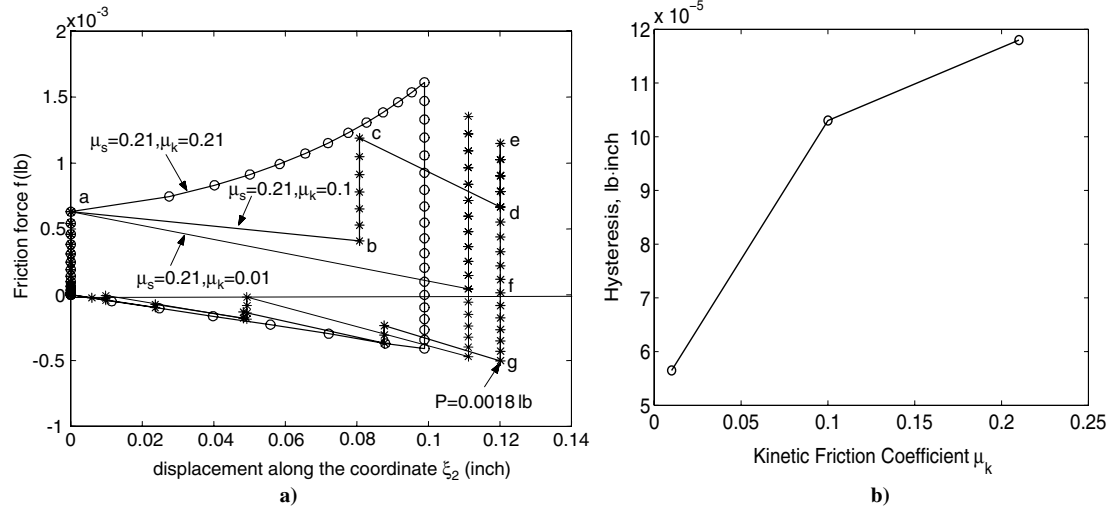 ×10⁻³
2
1.5
1
0.5
0
-0.5
-1
Friction force f (lb)
μs=0.21,μk=0.21
a
μs=0.21,μk=0.1
μs=0.21,μk=0.01
c
b
e
d
f
g
P=0.0018 lb
0 0.02 0.04 0.06 0.08 0.1 0.12 0.14
displacement along the coordinate ξ2 (inch)
a)
x 10⁻⁵
12
11
10
9
8
7
6
5
Hysteresis, lb·inch
0 0.05 0.1 0.15 0.2 0.25
Kinetic Friction Coefficient μk
b)